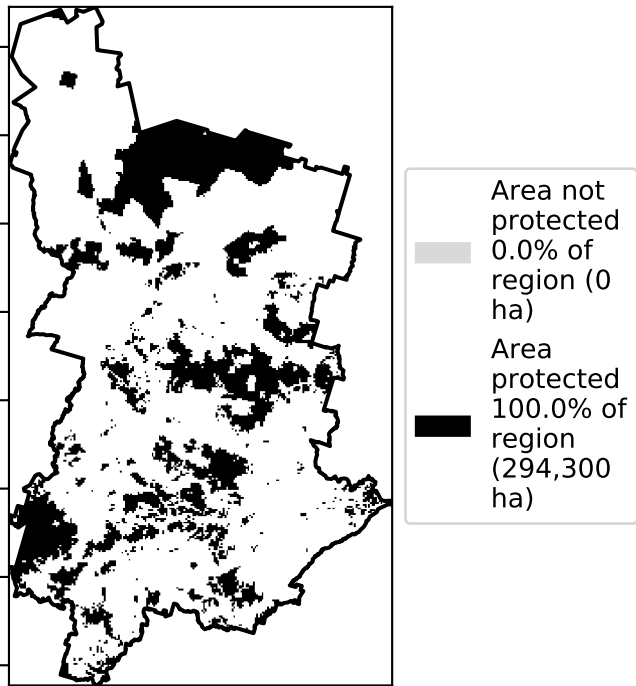 Area not
protected
0.0% of
region (0
ha)
Area
protected
100.0% of
region
(294,300
ha)